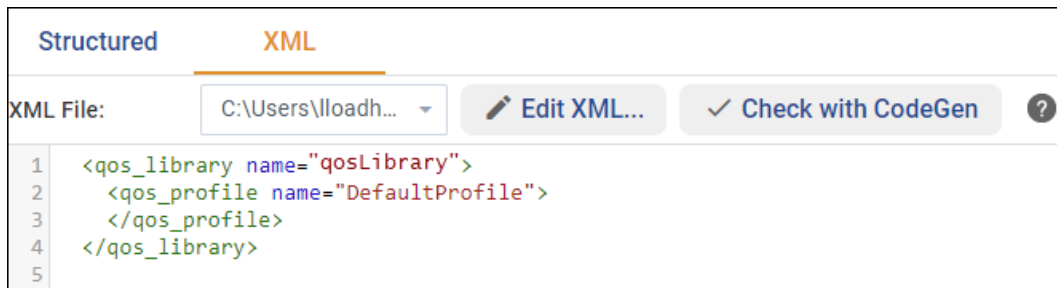 Structured XML
XML File: C:\Users\lloadh... Edit XML... Check with CodeGen ?
1 <qos_library name="qosLibrary">
2 <qos_profile name="DefaultProfile">
3 </qos_profile>
4 </qos_library>
5